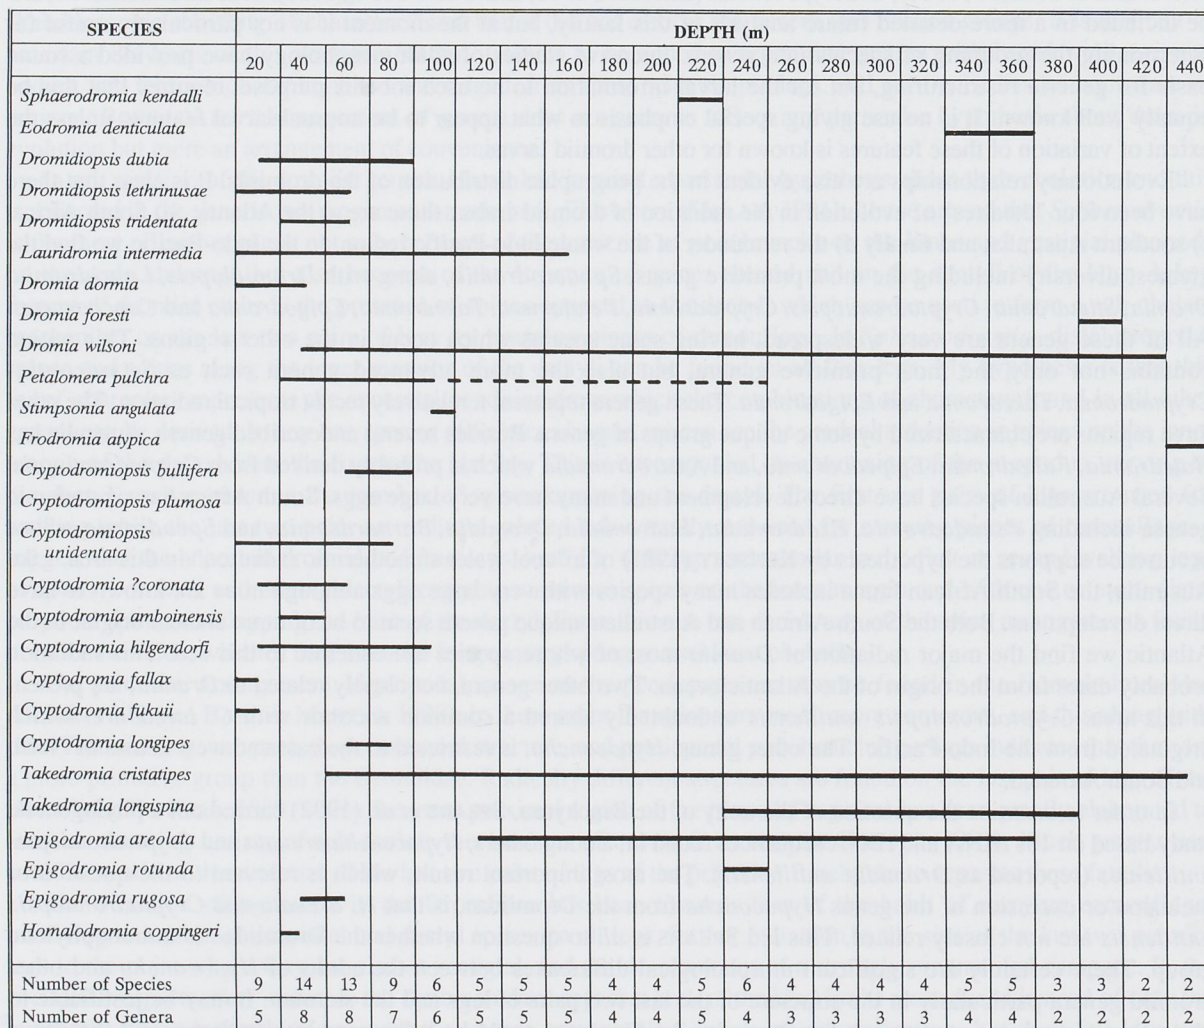 SPECIES DEPTH (m)
20 40 60 80 100 120 140 160 180 200 220 240 260 280 300 320 340 360 380 400 420 440
Sphaerodromia kendalli
Eodromia denticulata
Dromidiopsis dubia
Dromidiopsis lethrinusa
Dromidiopsis tridentata
Lauridromia intermedia
Dromia dormia
Dromia foresti
Dromia wilsoni
Petalomera pulchra
Stimpsonia angulata
Frodromia atypica
Cryptodromiopsis bullifera
Cryptodromiopsis plumosa
Cryptodromiopsis
unidentata
Cryptodromia ?coronata
Cryptodromia amboinensis
Cryptodromia hilgendorfi
Cryptodromia fallax
Cryptodromia fukuii
Cryptodromia longipes
Takedromia cristatipes
Takedromia longispina
Epigodromia areolata
Epigodromia rotunda
Epigodromia rugosa
Homalodromia coppingeri
Number of Species 9 14 13 9 6 5 5 5 4 4 5 6 4 4 4 4 5 5 3 3 2 2
Number of Genera 5 8 8 7 6 5 5 5 4 4 5 4 3 3 3 3 4 4 2 2 2 2